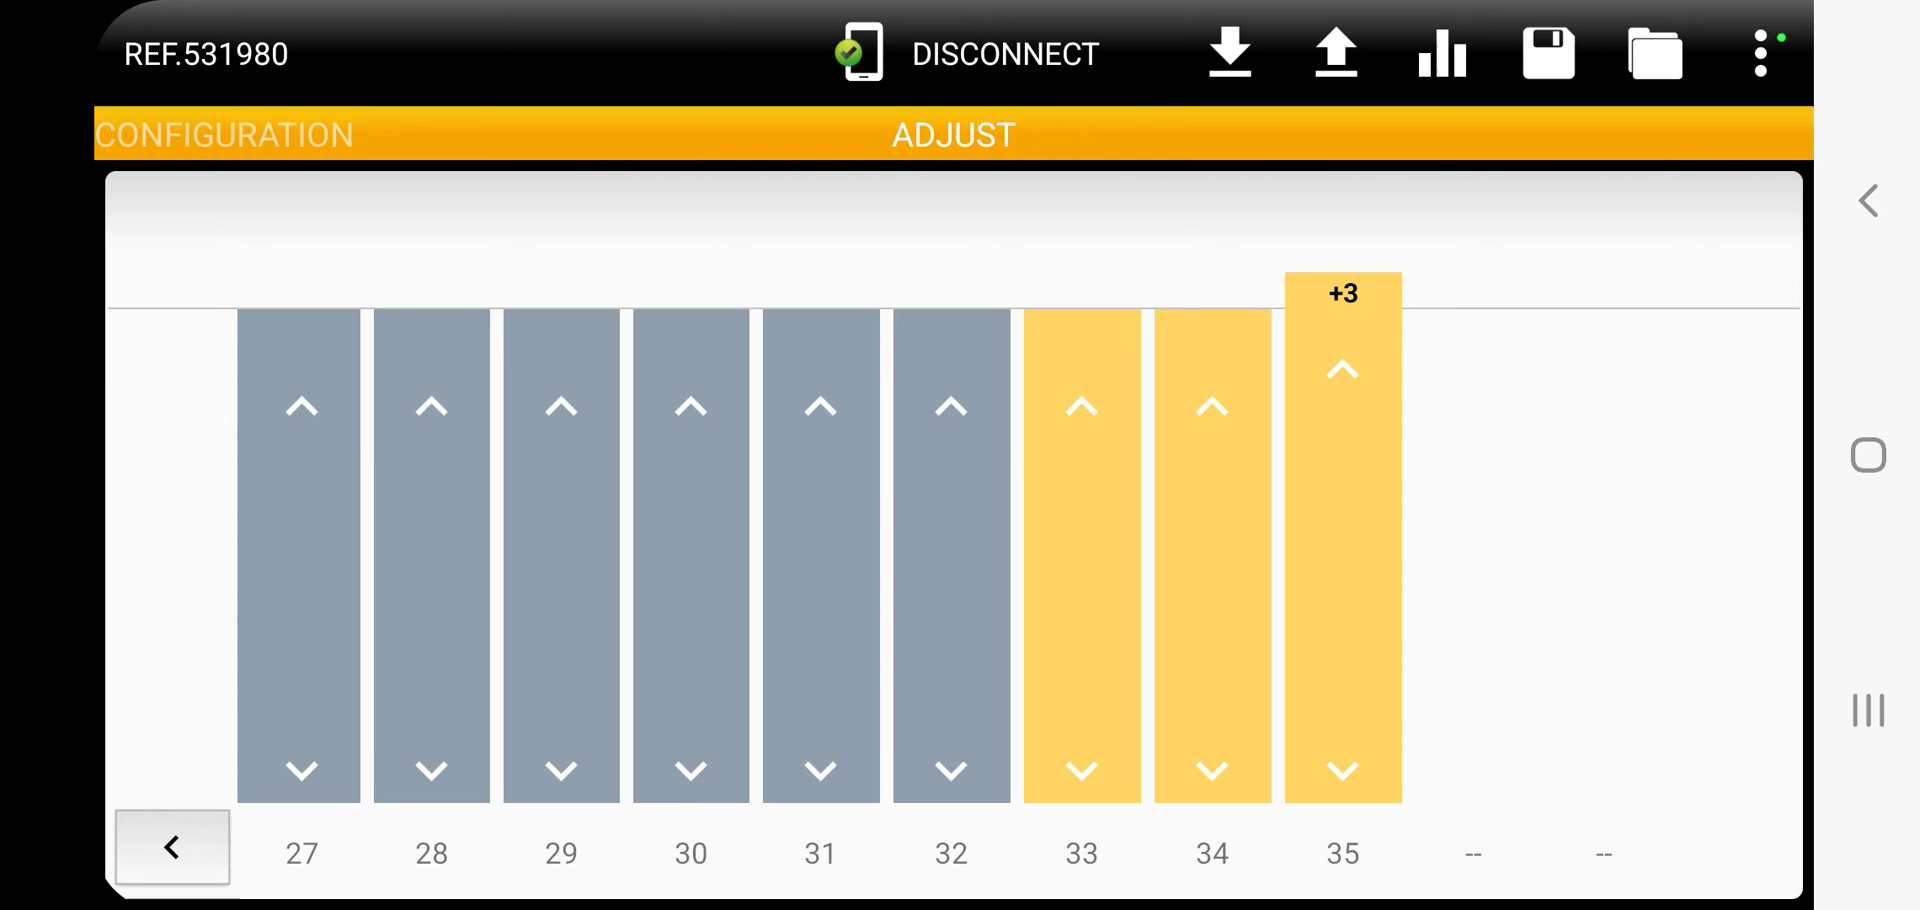 REF.531980
DISCONNECT
CONFIGURATION
ADJUST
+3
27 28 29 30 31 32 33 34 35 -- --